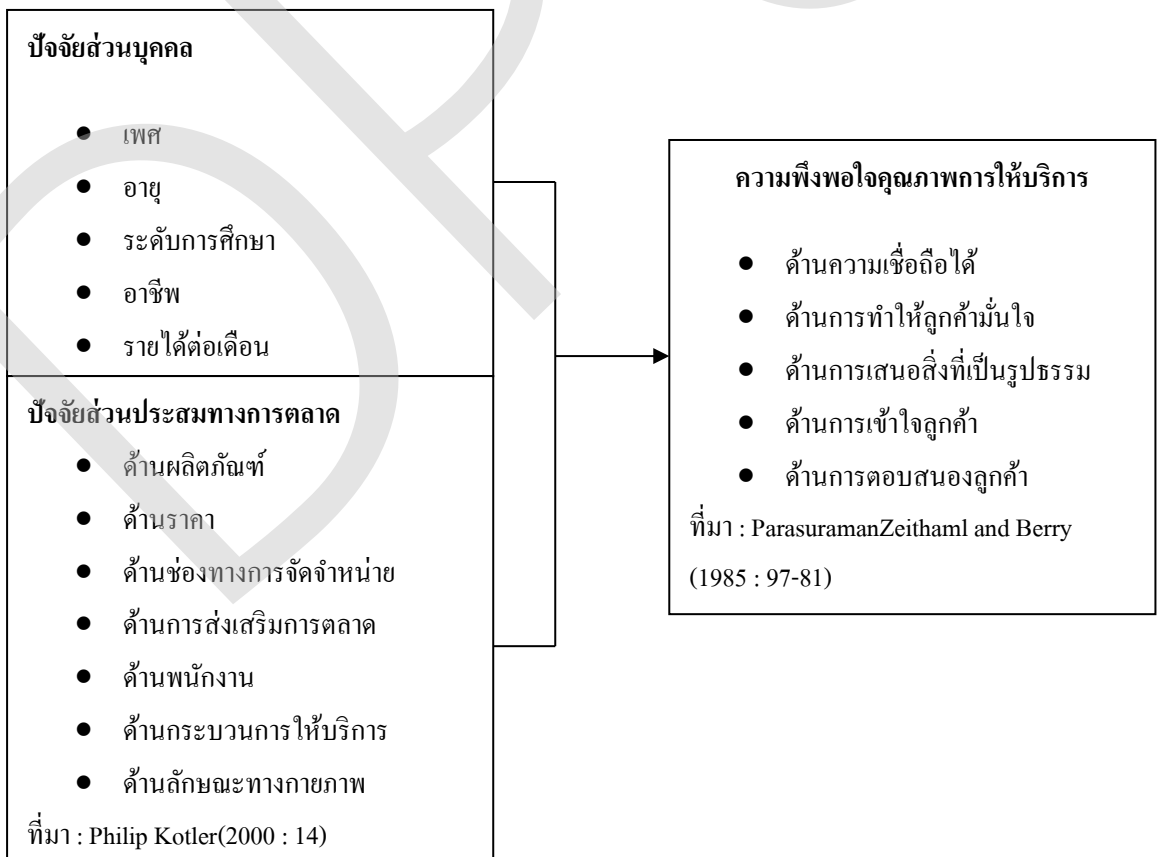 ปัจจัยส่วนบุคคล
● เพศ
● อายุ
● ระดับการศึกษา
● อาชีพ
● รายได้ต่อเดือน
ปัจจัยส่วนประสมทางการตลาด
● ด้านผลิตภัณฑ์
● ด้านราคา
● ด้านช่องทางการจัดจำหน่าย
● ด้านการส่งเสริมการตลาด
● ด้านพนักงาน
● ด้านกระบวนการให้บริการ
● ด้านลักษณะทางกายภาพ
ที่มา : Philip Kotler(2000 : 14)
ความพึงพอใจคุณภาพการให้บริการ
● ด้านความเชื่อถือได้
● ด้านการทำให้ลูกค้ามั่นใจ
● ด้านการเสนอสิ่งที่เป็นรูปธรรม
● ด้านการเข้าใจลูกค้า
● ด้านการตอบสนองลูกค้า
ที่มา : ParasuramanZeithaml and Berry
(1985 : 97-81)